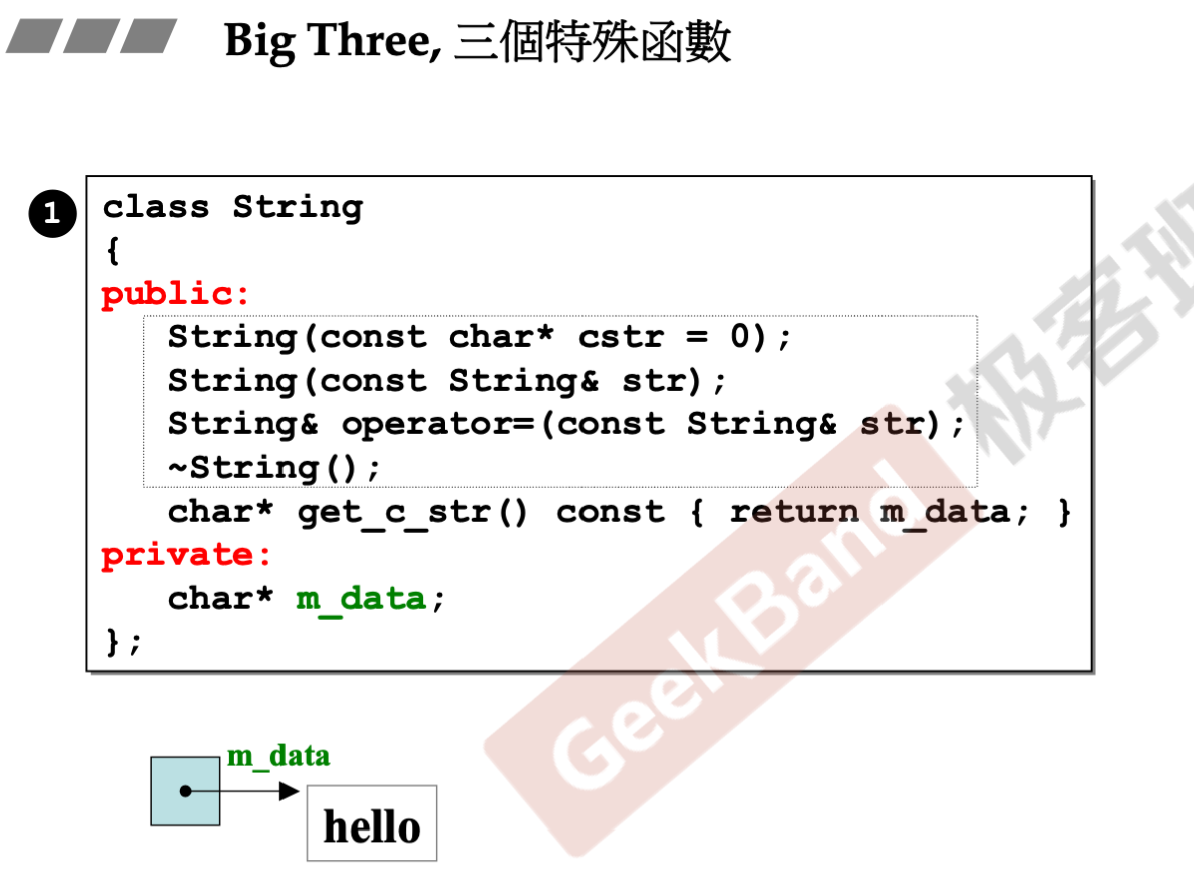 Big Three, 三個特殊函數
1
class String
{
public:
   String(const char* cstr = 0);
   String(const String& str);
   String& operator=(const String& str);
   ~String();
   char* get_c_str() const { return m_data; }
private:
   char* m_data;
};
m_data
hello
GeekBand
极客班